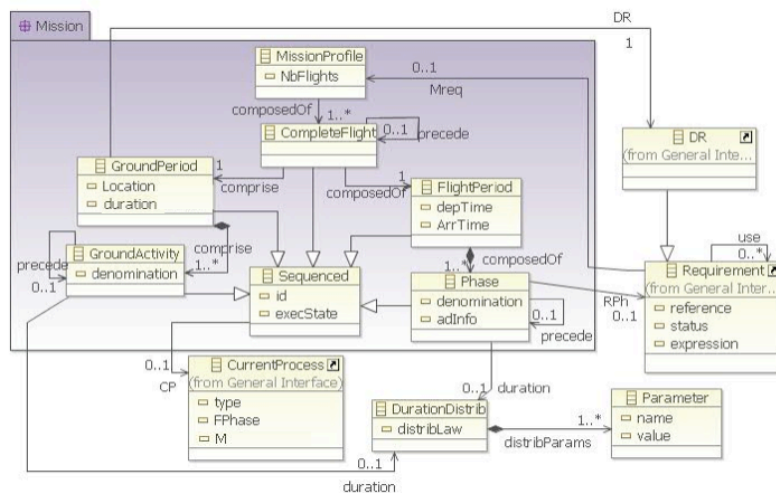 Mission
DR
1
MissionProfile
NbFlights
0..1
Mreq
composedOf
1..*
CompleteFlight
0..1
precede
DR
(from General Inte...
GroundPeriod
Location
duration
1
comprise
composedOf
1
FlightPeriod
depTime
ArrTime
use
0..*
comprise
1..*
precede
0..1
GroundActivity
denomination
Sequenced
id
execState
composedOf
1..*
Phase
denomination
adInfo
0..1
precede
RPh
0..1
Requirement
(from General Inter...
reference
status
expression
0..1
CP
CurrentProcess
(from General Interface)
type
FPhase
M
0..1
duration
DurationDistrib
distribLaw
1..*
distribParams
Parameter
name
value
0..1
duration